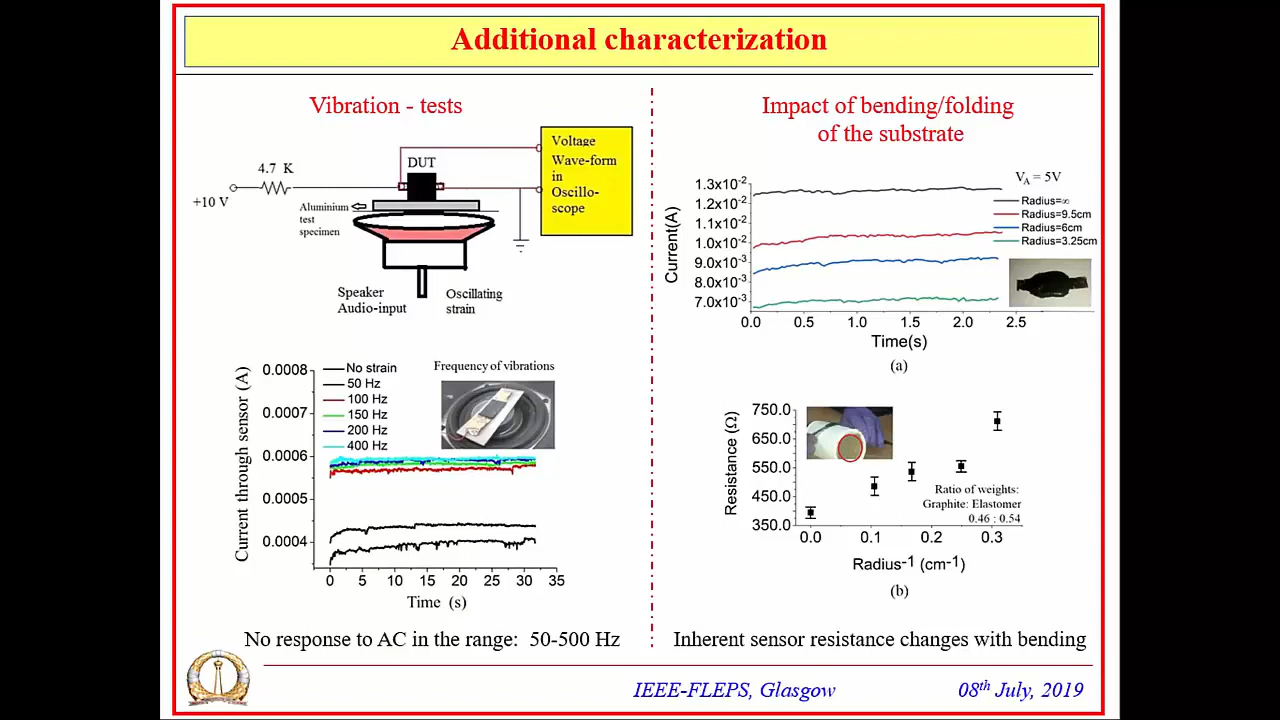 Additional characterization
Vibration - tests
4.7 K
+10 V
DUT
Voltage
Wave-form
in
Oscillo-
scope
Aluminium
test
specimen
Speaker
Audio-input
Oscillating
strain
Current through sensor (A)
0.0008
0.0007
0.0006
0.0005
0.0004
No strain
50 Hz
100 Hz
150 Hz
200 Hz
400 Hz
Frequency of vibrations
0 5 10 15 20 25 30 35
Time (s)
No response to AC in the range: 50-500 Hz
Impact of bending/folding
of the substrate
Current(A)
1.3x10⁻²
1.2x10⁻²
1.1x10⁻²
1.0x10⁻²
9.0x10⁻³
8.0x10⁻³
7.0x10⁻³
V_A = 5V
Radius=∞
Radius=9.5cm
Radius=6cm
Radius=3.25cm
0.0 0.5 1.0 1.5 2.0 2.5
Time(s)
(a)
Resistance (Ω)
750.0
650.0
550.0
450.0
350.0
Ratio of weights:
Graphite: Elastomer
0.46 : 0.54
0.0 0.1 0.2 0.3
Radius⁻¹ (cm⁻¹)
(b)
Inherent sensor resistance changes with bending
IEEE-FLEPS, Glasgow
08th July, 2019